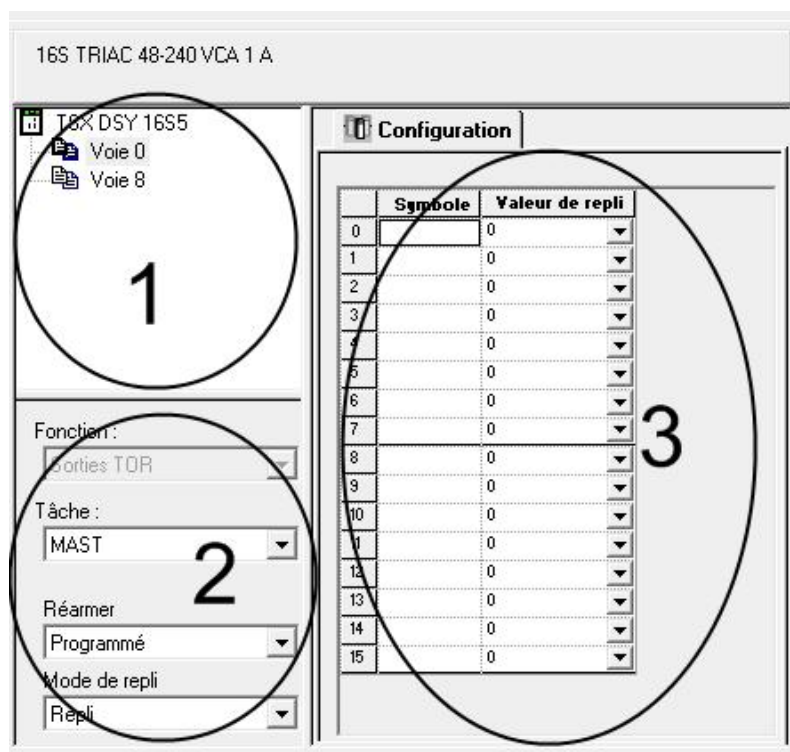 16S TRIAC 48-240 VCA 1 A
TSX DSY 16S5
Voie 0
Voie 8
1
Fonction :
Sorties TOR
Tâche :
MAST
2
Réarmer
Programmé
Mode de repli
Repli
Configuration
Symbole Valeur de repli
0 0
1 0
2 0
3 0
4 0
5 0
6 0
7 0
8 0
9 0
10 0
11 0
12 0
13 0
14 0
15 0
3